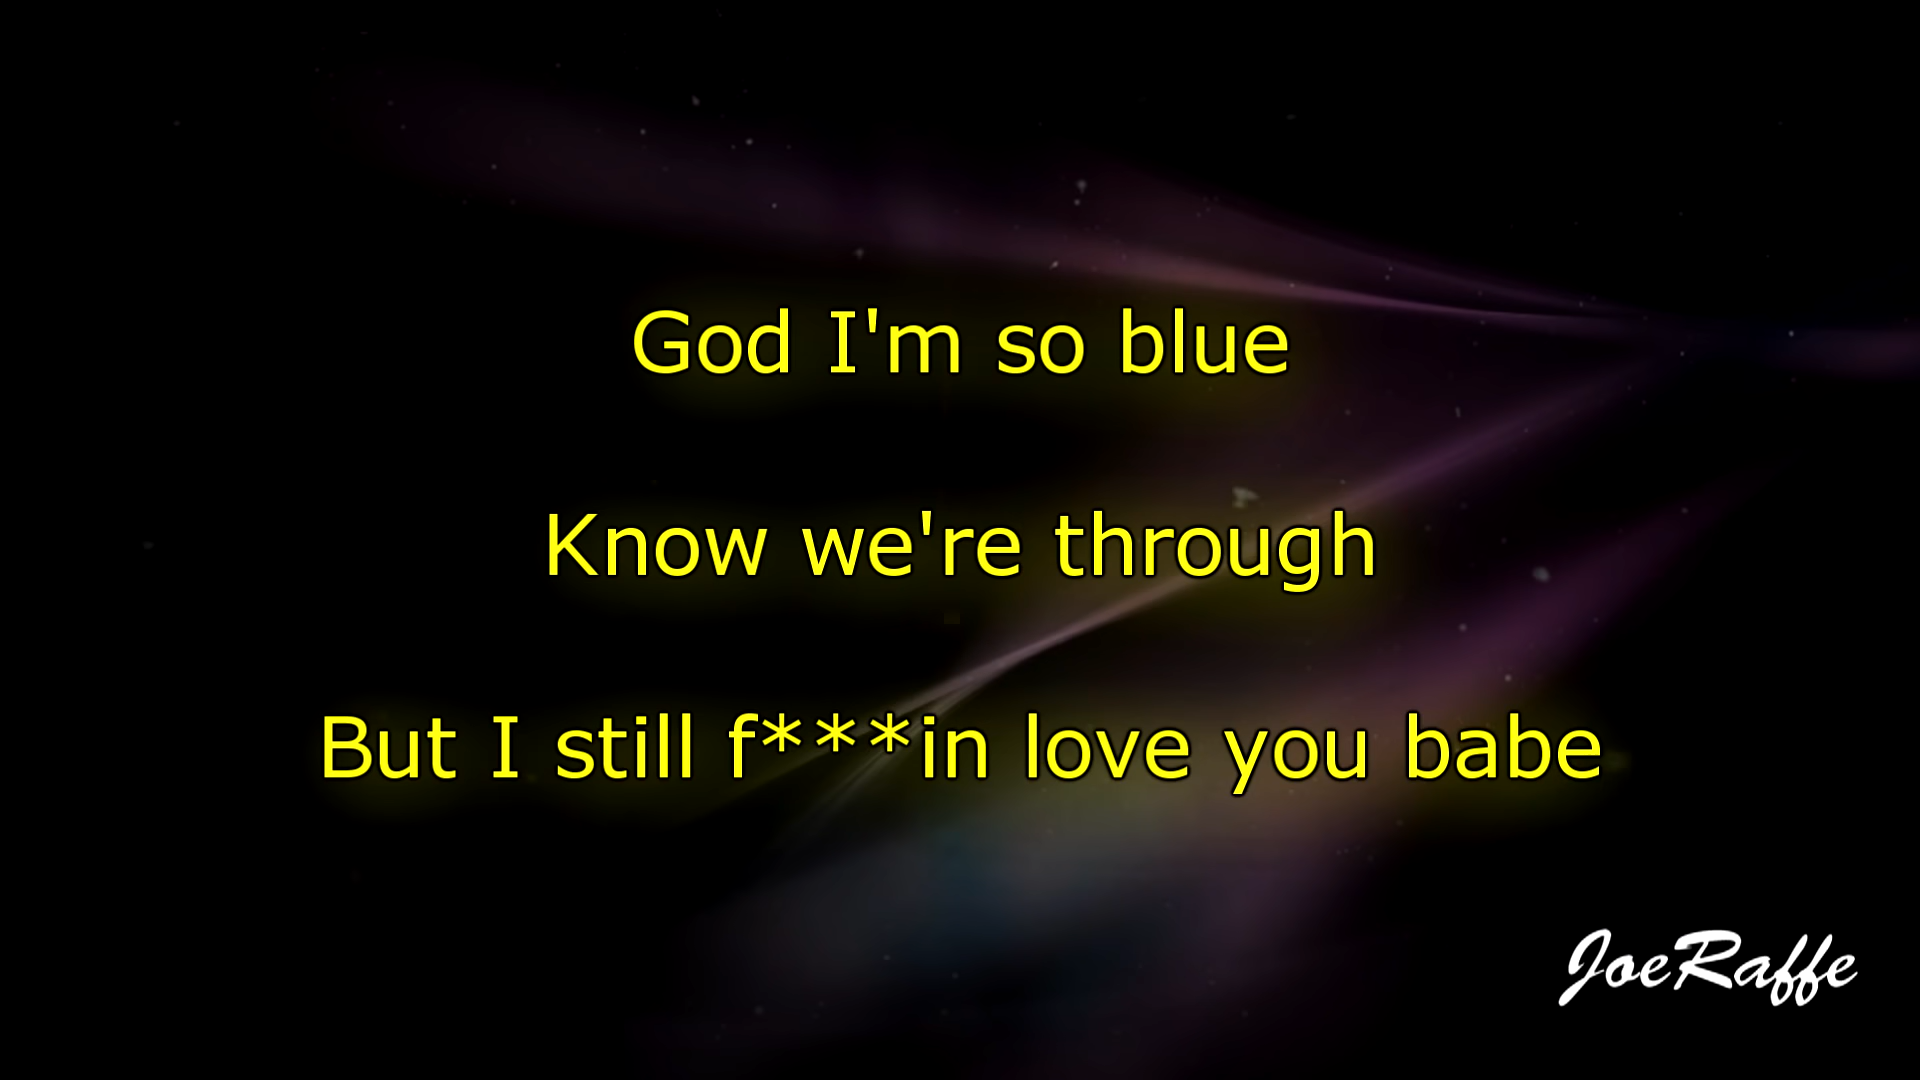 God I'm so blue
Know we're through
But I still f***in love you babe
JoeRaffe